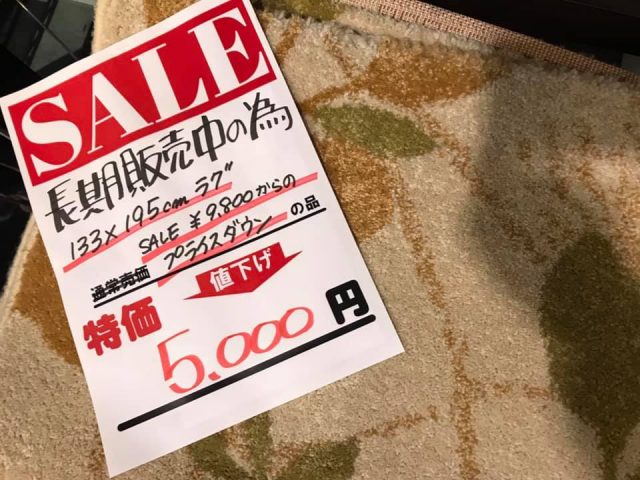 SALE
長期販売中の為
133×195cm ラグ
SALE ¥9.800からの
通常売価 プライスダウン の品
値下げ
特価
5.000 円